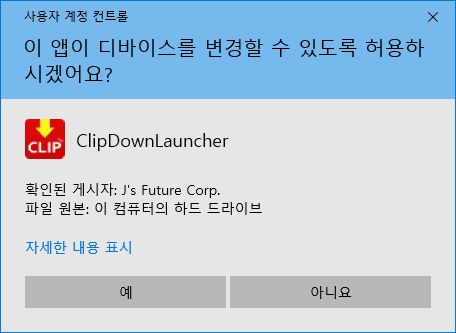 사용자 계정 컨트롤
이 앱이 디바이스를 변경할 수 있도록 허용하
시겠어요?
CLIP
ClipDownLauncher
확인된 게시자: J's Future Corp.
파일 원본: 이 컴퓨터의 하드 드라이브
자세한 내용 표시
예
아니요